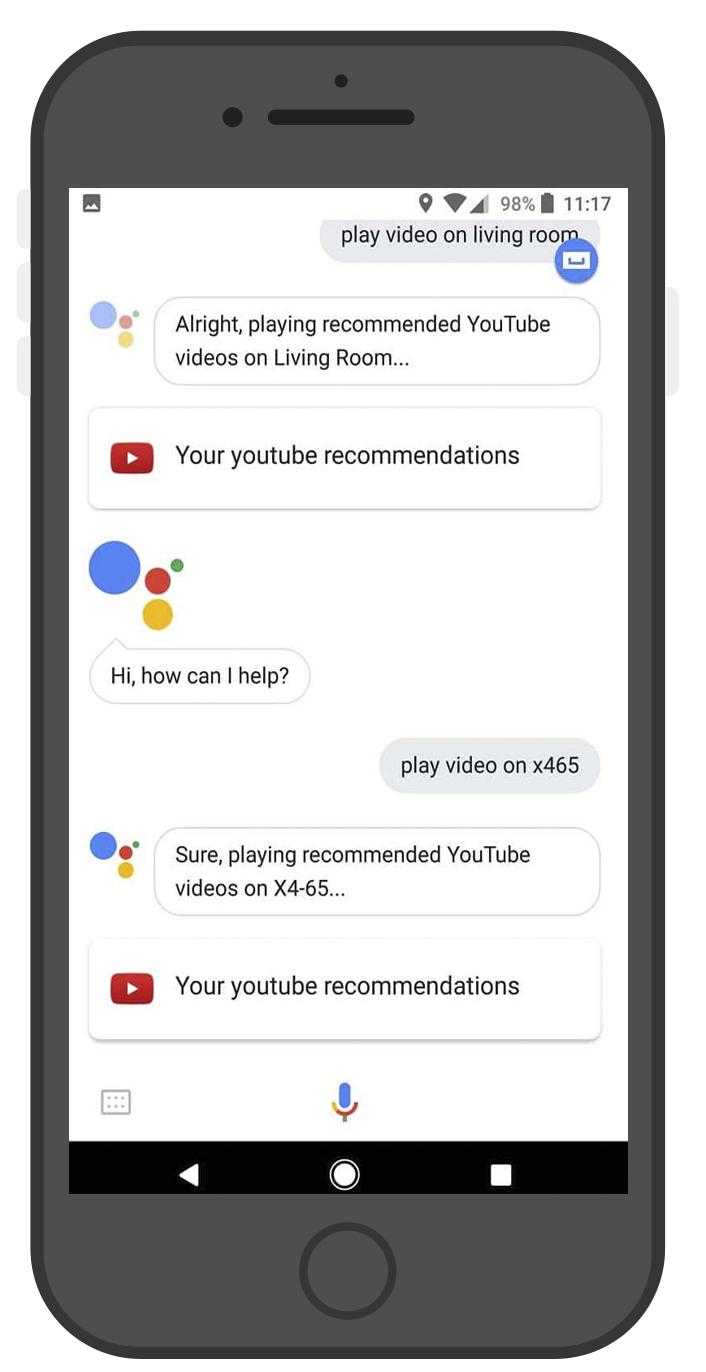 98% 11:17
play video on living room
Alright, playing recommended YouTube
videos on Living Room...
Your youtube recommendations
Hi, how can I help?
play video on x465
Sure, playing recommended YouTube
videos on X4-65...
Your youtube recommendations